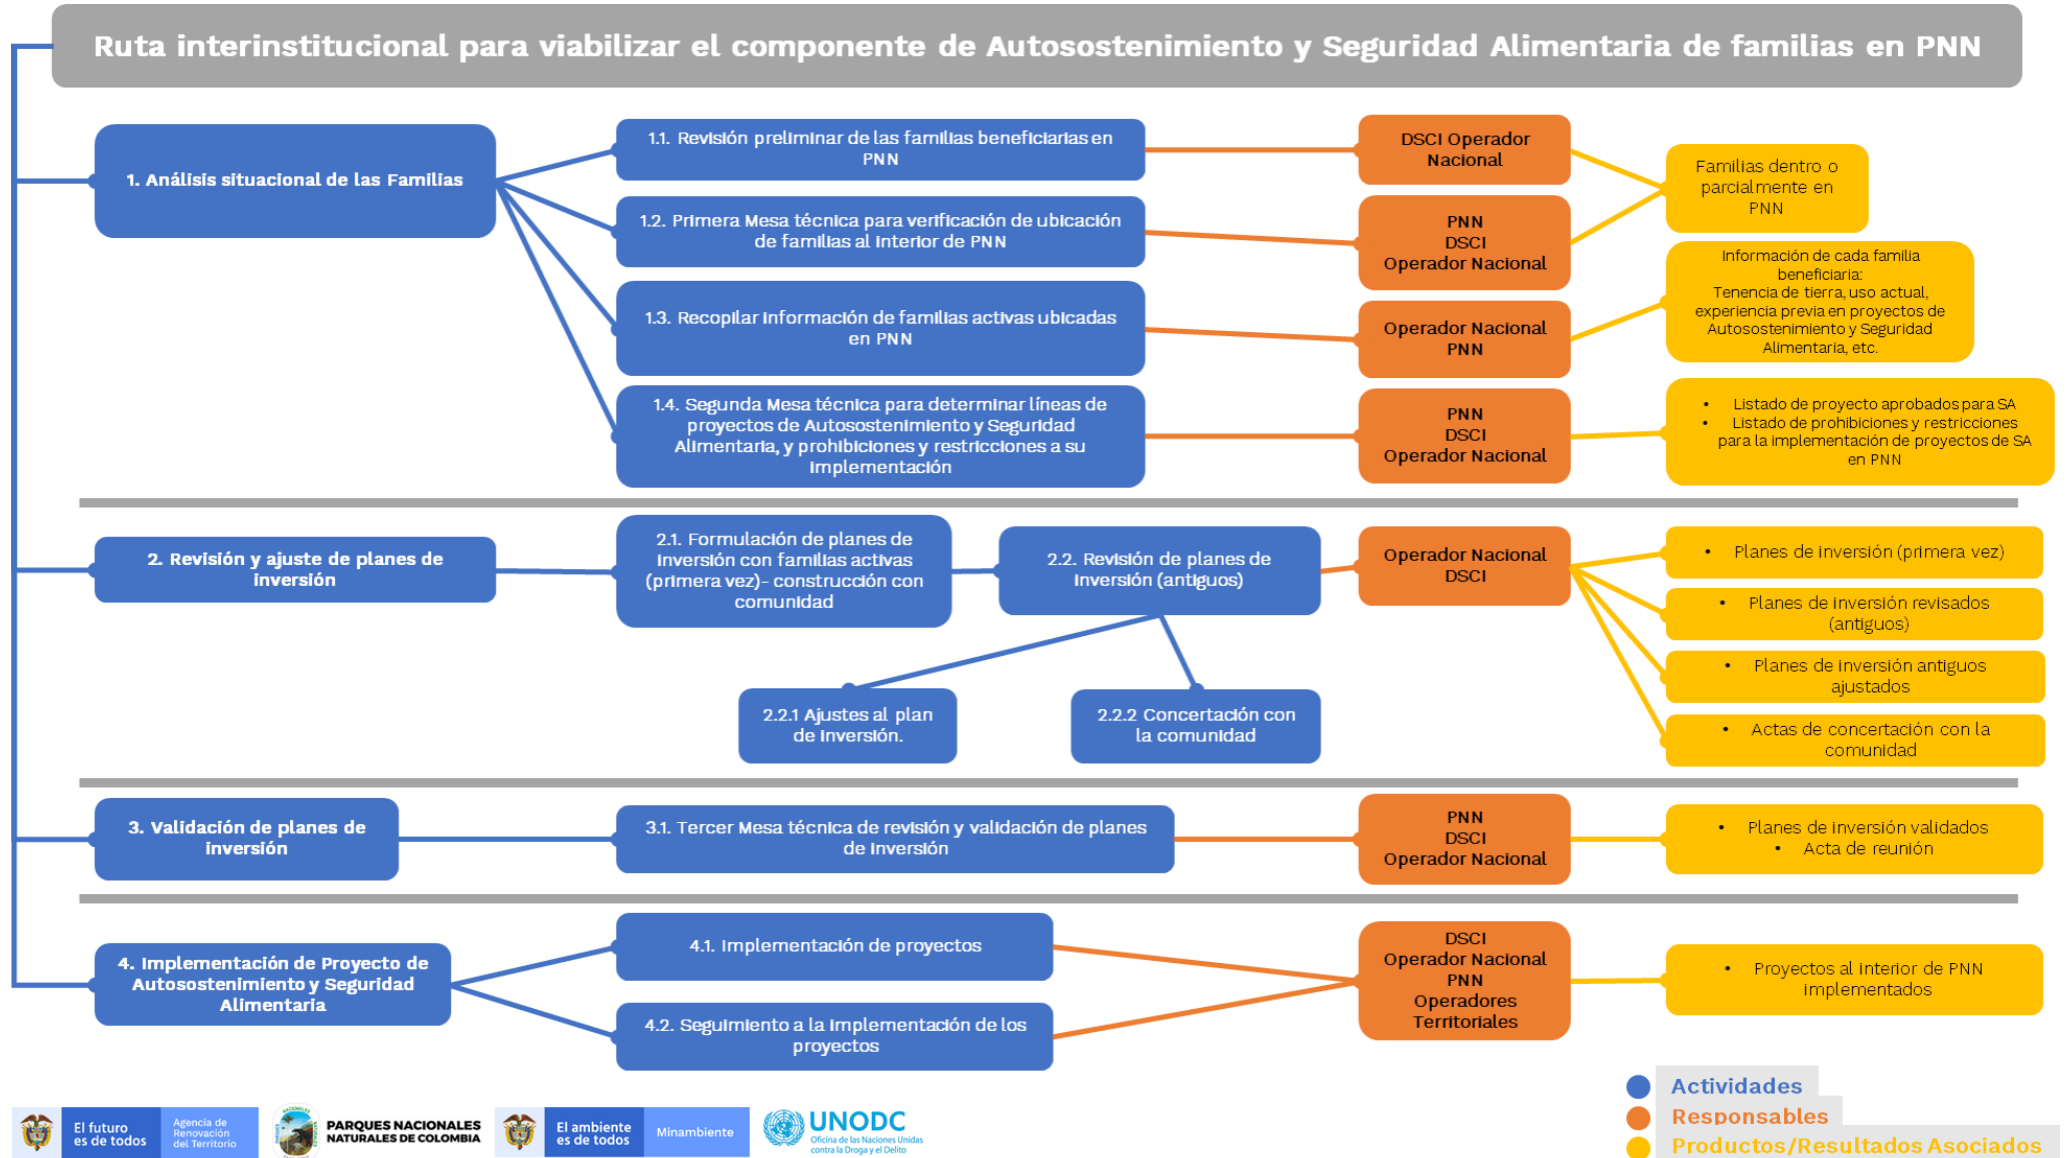 Ruta interinstitucional para viabilizar el componente de Autosostenimiento y Seguridad Alimentaria de familias en PNN
1. Análisis situacional de las Familias
1.1. Revisión preliminar de las familias beneficiarias en
PNN
DSCI Operador
Nacional
Familias dentro o
parcialmente en
PNN
1.2. Primera Mesa técnica para verificación de ubicación
de familias al interior de PNN
PNN
DSCI
Operador Nacional
1.3. Recopilar información de familias activas ubicadas
en PNN
Operador Nacional
PNN
Información de cada familia
beneficiaria:
Tenencia de tierra, uso actual,
experiencia previa en proyectos de
Autosostenimiento y Seguridad
Alimentaria, etc.
1.4. Segunda Mesa técnica para determinar líneas de
proyectos de Autosostenimiento y Seguridad
Alimentaria, y prohibiciones y restricciones a su
implementación
PNN
DSCI
Operador Nacional
• Listado de proyecto aprobados para SA
• Listado de prohibiciones y restricciones
para la implementación de proyectos de SA
en PNN
2. Revisión y ajuste de planes de
inversión
2.1. Formulación de planes de
inversión con familias activas
(primera vez)- construcción con
comunidad
2.2. Revisión de planes de
inversión (antiguos)
2.2.1 Ajustes al plan
de inversión.
2.2.2 Concertación con
la comunidad
Operador Nacional
DSCI
• Planes de inversión (primera vez)
• Planes de inversión revisados
(antiguos)
• Planes de inversión antiguos
ajustados
• Actas de concertación con la
comunidad
3. Validación de planes de
inversión
3.1. Tercer Mesa técnica de revisión y validación de planes
de inversión
PNN
DSCI
Operador Nacional
• Planes de inversión validados
• Acta de reunión
4. Implementación de Proyecto de
Autosostenimiento y Seguridad
Alimentaria
4.1. Implementación de proyectos
4.2. Seguimiento a la implementación de los
proyectos
DSCI
Operador Nacional
PNN
Operadores
Territoriales
• Proyectos al interior de PNN
implementados
Actividades
Responsables
Productos/Resultados Asociados
El futuro
es de todos
Agencia de
Renovación
del Territorio
PARQUES NACIONALES
NATURALES DE COLOMBIA
El ambiente
es de todos
Minambiente
UNODC
Oficina de las Naciones Unidas
contra la Droga y el Delito